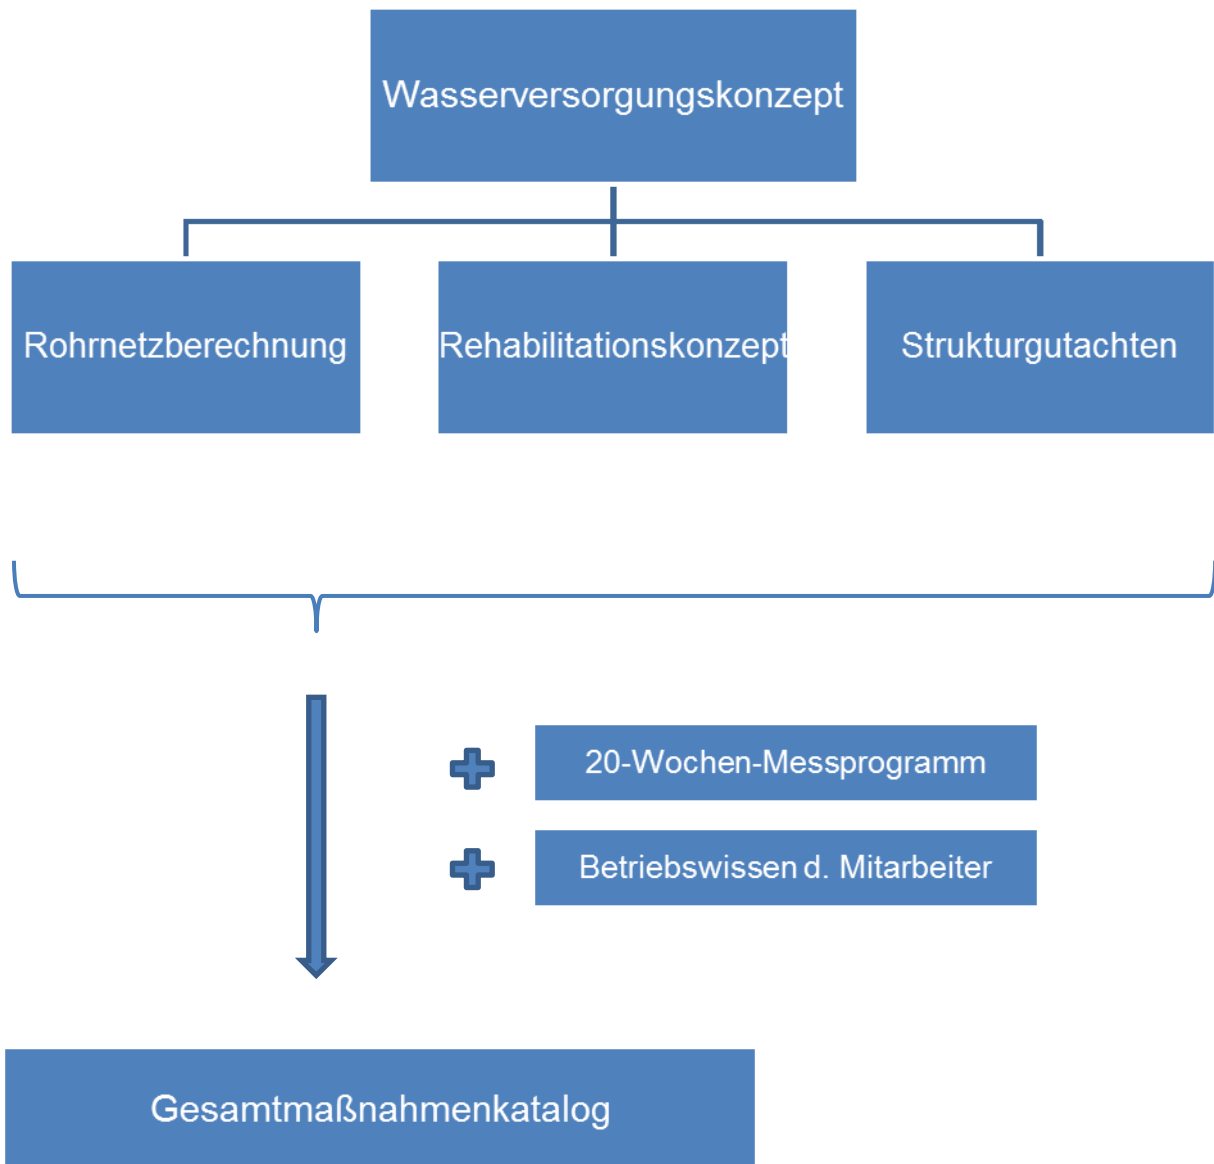 Wasserversorgungskonzept
Rohrnetzberechnung
Rehabilitationskonzept
Strukturgutachten
20-Wochen-Messprogramm
Betriebswissen d. Mitarbeiter
Gesamtmaßnahmenkatalog